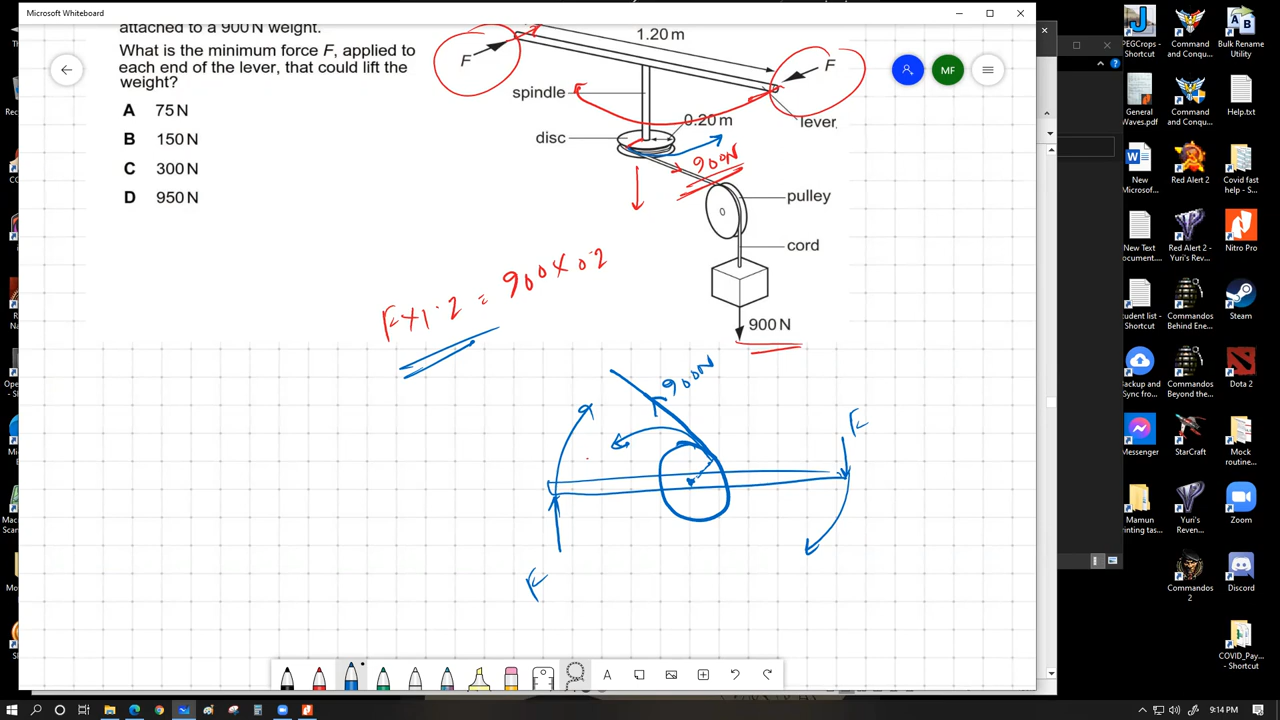 Microsoft Whiteboard
attached to a 900 N weight.
What is the minimum force F, applied to
each end of the lever, that could lift the
weight?
A 75 N
B 150 N
C 300 N
D 950 N
1.20 m
F
F
spindle
lever
0.20 m
disc
900N
pulley
cord
900 N
F×1.2 = 900×0.2
900N
F
F
MF
PEGCrops - Shortcut
Command and Conqu...
Bulk Rename Utility
General Waves.pdf
Command and Conqu...
Help.txt
New Microsof...
Red Alert 2
Covid fast help - S...
New Text Document....
Red Alert 2 - Yuri's Rev...
Nitro Pro
Student list - Shortcut
Commandos Behind Ene...
Steam
Backup and Sync fro...
Commandos Beyond the...
Dota 2
Messenger
StarCraft
Mock routine...
Mamun Printing tas...
Yuri's Reven...
Zoom
Commandos 2
Discord
COVID_Pay... - Shortcut
9:14 PM